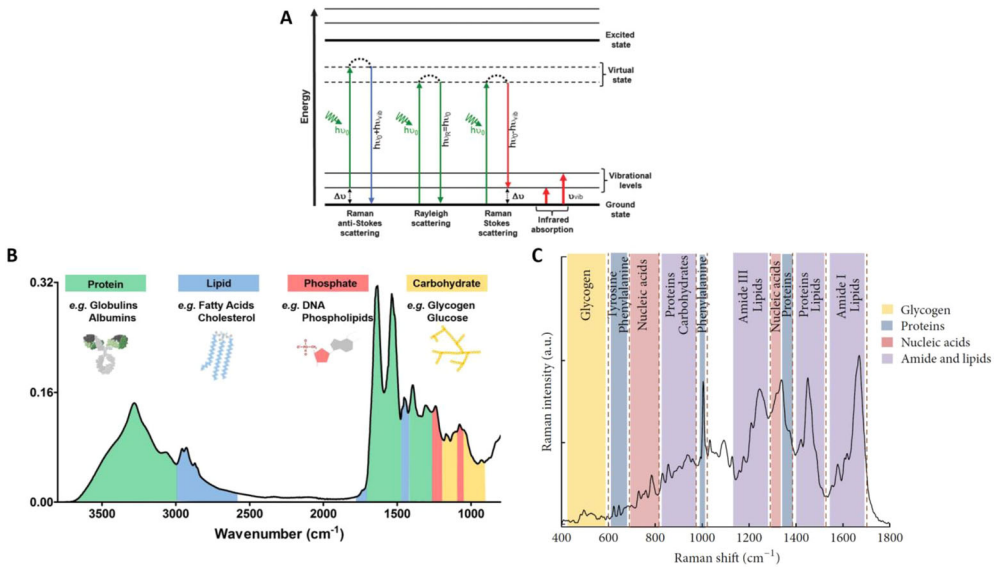 A
Energy
Excited
state
Virtual
state
hυ0
hυ0+hυvib
hυ0
hυR=hυ0
hυ0
hυ0-hυvib
Vibrational
levels
Δυ
Δυ
υvib
Ground
state
Raman
anti-Stokes
scattering
Rayleigh
scattering
Raman
Stokes
scattering
Infrared
absorption
B
0.32
0.16
0.00
Protein
Lipid
Phosphate
Carbohydrate
e.g. Globulins
Albumins
e.g. Fatty Acids
Cholesterol
e.g. DNA
Phospholipids
e.g. Glycogen
Glucose
3500 3000 2500 2000 1500 1000
Wavenumber (cm-1)
C
Raman intensity (a.u.)
Glycogen
Tyrosine
Phenylalanine
Nucleic acids
Proteins
Carbohydrates
Phenylalanine
Amide III
Lipids
Nucleic acids
Proteins
Proteins
Lipids
Amide I
Lipids
Glycogen
Proteins
Nucleic acids
Amide and lipids
400 600 800 1000 1200 1400 1600 1800
Raman shift (cm−1)